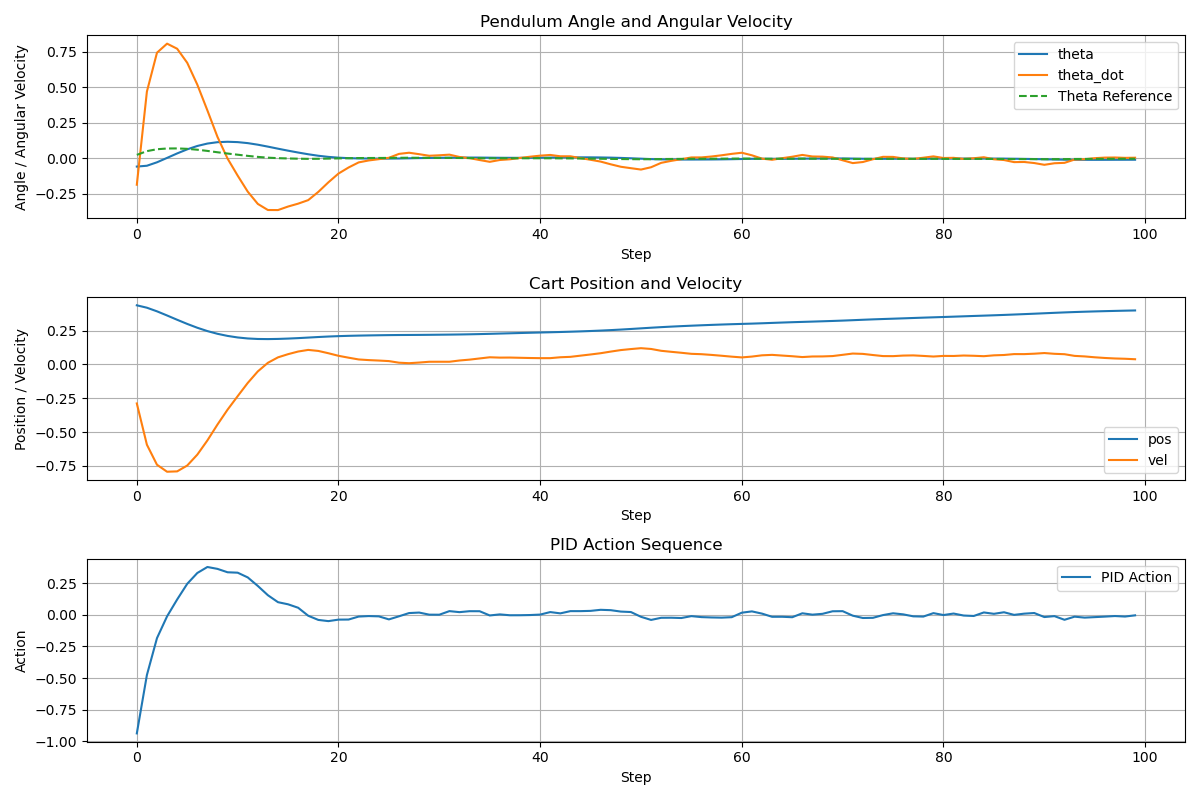 Pendulum Angle and Angular Velocity
Angle / Angular Velocity
0.75
0.50
0.25
0.00
−0.25
theta
theta_dot
Theta Reference
0 20 40 60 80 100
Step
Cart Position and Velocity
Position / Velocity
0.25
0.00
−0.25
−0.50
−0.75
pos
vel
0 20 40 60 80 100
Step
PID Action Sequence
Action
0.25
0.00
−0.25
−0.50
−0.75
−1.00
PID Action
0 20 40 60 80 100
Step